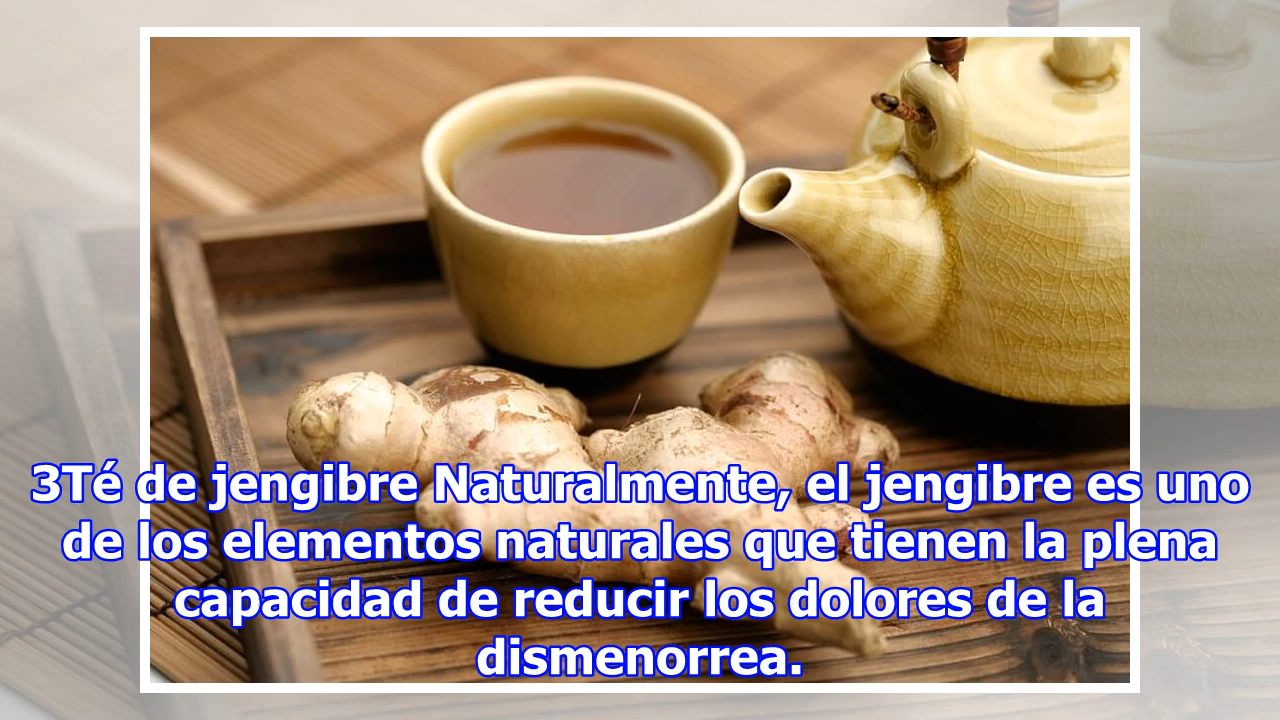 3Té de jengibre Naturalmente, el jengibre es uno
de los elementos naturales que tienen la plena
capacidad de reducir los dolores de la
dismenorrea.